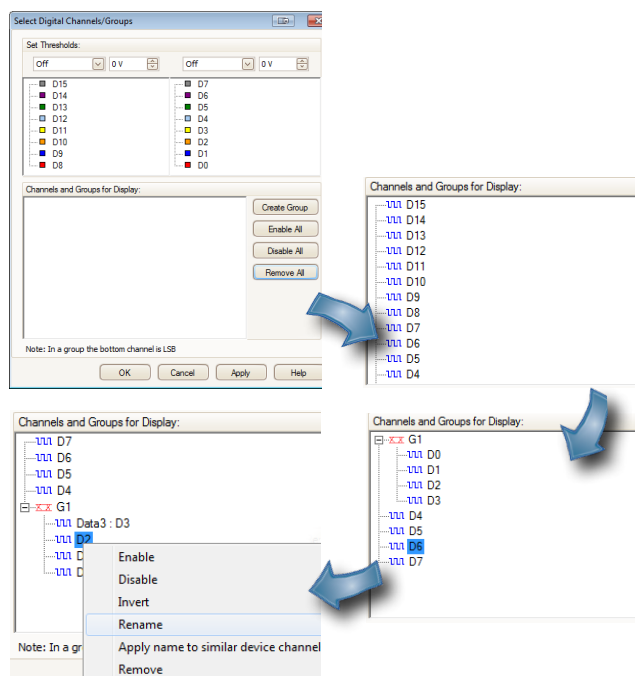 Select Digital Channels/Groups
Set Thresholds:
Off 0 V Off 0 V
D15
D14
D13
D12
D11
D10
D9
D8
D7
D6
D5
D4
D3
D2
D1
D0
Channels and Groups for Display:
Create Group
Enable All
Disable All
Remove All
Note: In a group the bottom channel is LSB
OK Cancel Apply Help
Channels and Groups for Display:
D15
D14
D13
D12
D11
D10
D9
D8
D7
D6
D5
D4
Channels and Groups for Display:
G1
D0
D1
D2
D3
D4
D5
D6
D7
Channels and Groups for Display:
D7
D6
D5
D4
G1
Data3 : D3
D2
D
D
Note: In a gr
Enable
Disable
Invert
Rename
Apply name to similar device channel
Remove